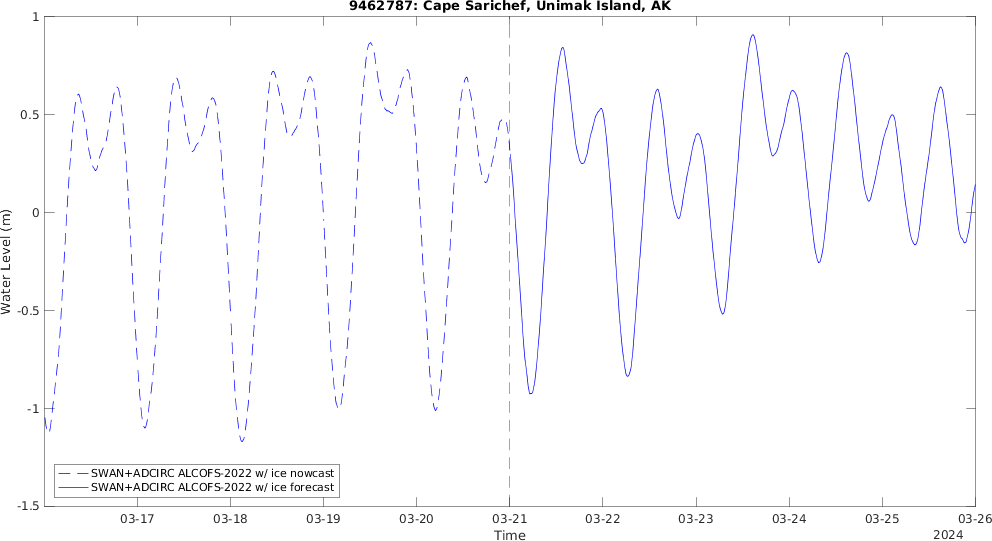 9462787: Cape Sarichef, Unimak Island, AK
1
0.5
0
-0.5
-1
-1.5
Water Level (m)
SWAN+ADCIRC ALCOFS-2022 w/ ice nowcast
SWAN+ADCIRC ALCOFS-2022 w/ ice forecast
03-17 03-18 03-19 03-20 03-21 03-22 03-23 03-24 03-25 03-26
Time
2024